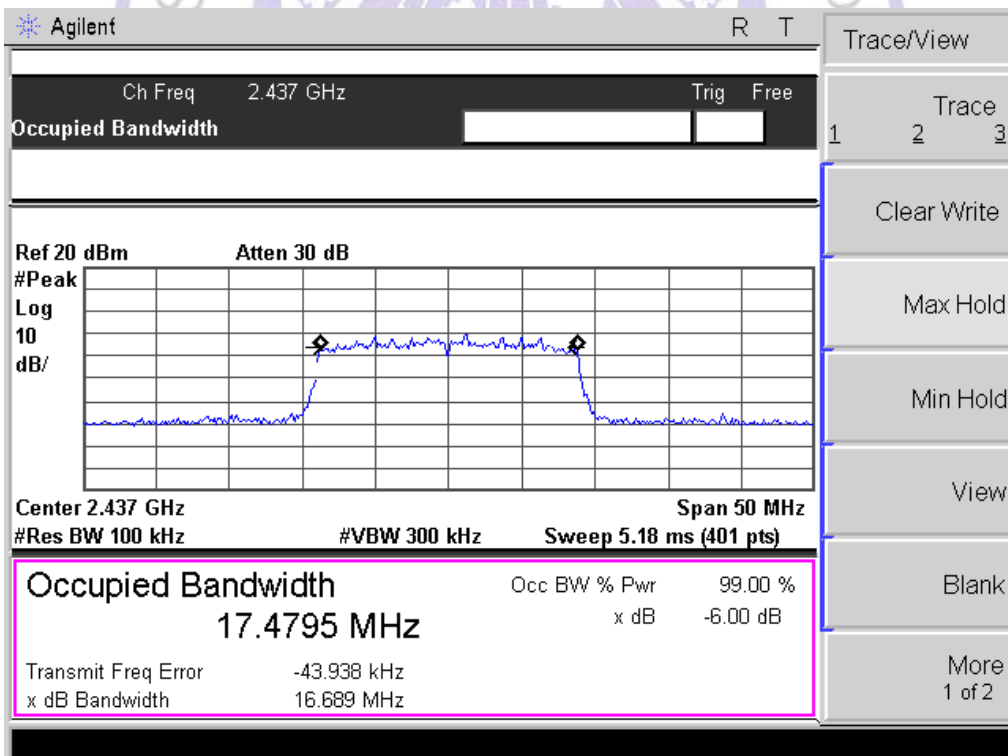 Agilent R T
Trace/View
Ch Freq 2.437 GHz Trig Free
Occupied Bandwidth
Trace
1 2 3
Clear Write
Max Hold
Min Hold
View
Blank
More
1 of 2
Ref 20 dBm Atten 30 dB
#Peak
Log
10
dB/
Center 2.437 GHz Span 50 MHz
#Res BW 100 kHz #VBW 300 kHz Sweep 5.18 ms (401 pts)
Occupied Bandwidth Occ BW % Pwr 99.00 %
17.4795 MHz x dB -6.00 dB
Transmit Freq Error -43.938 kHz
x dB Bandwidth 16.689 MHz